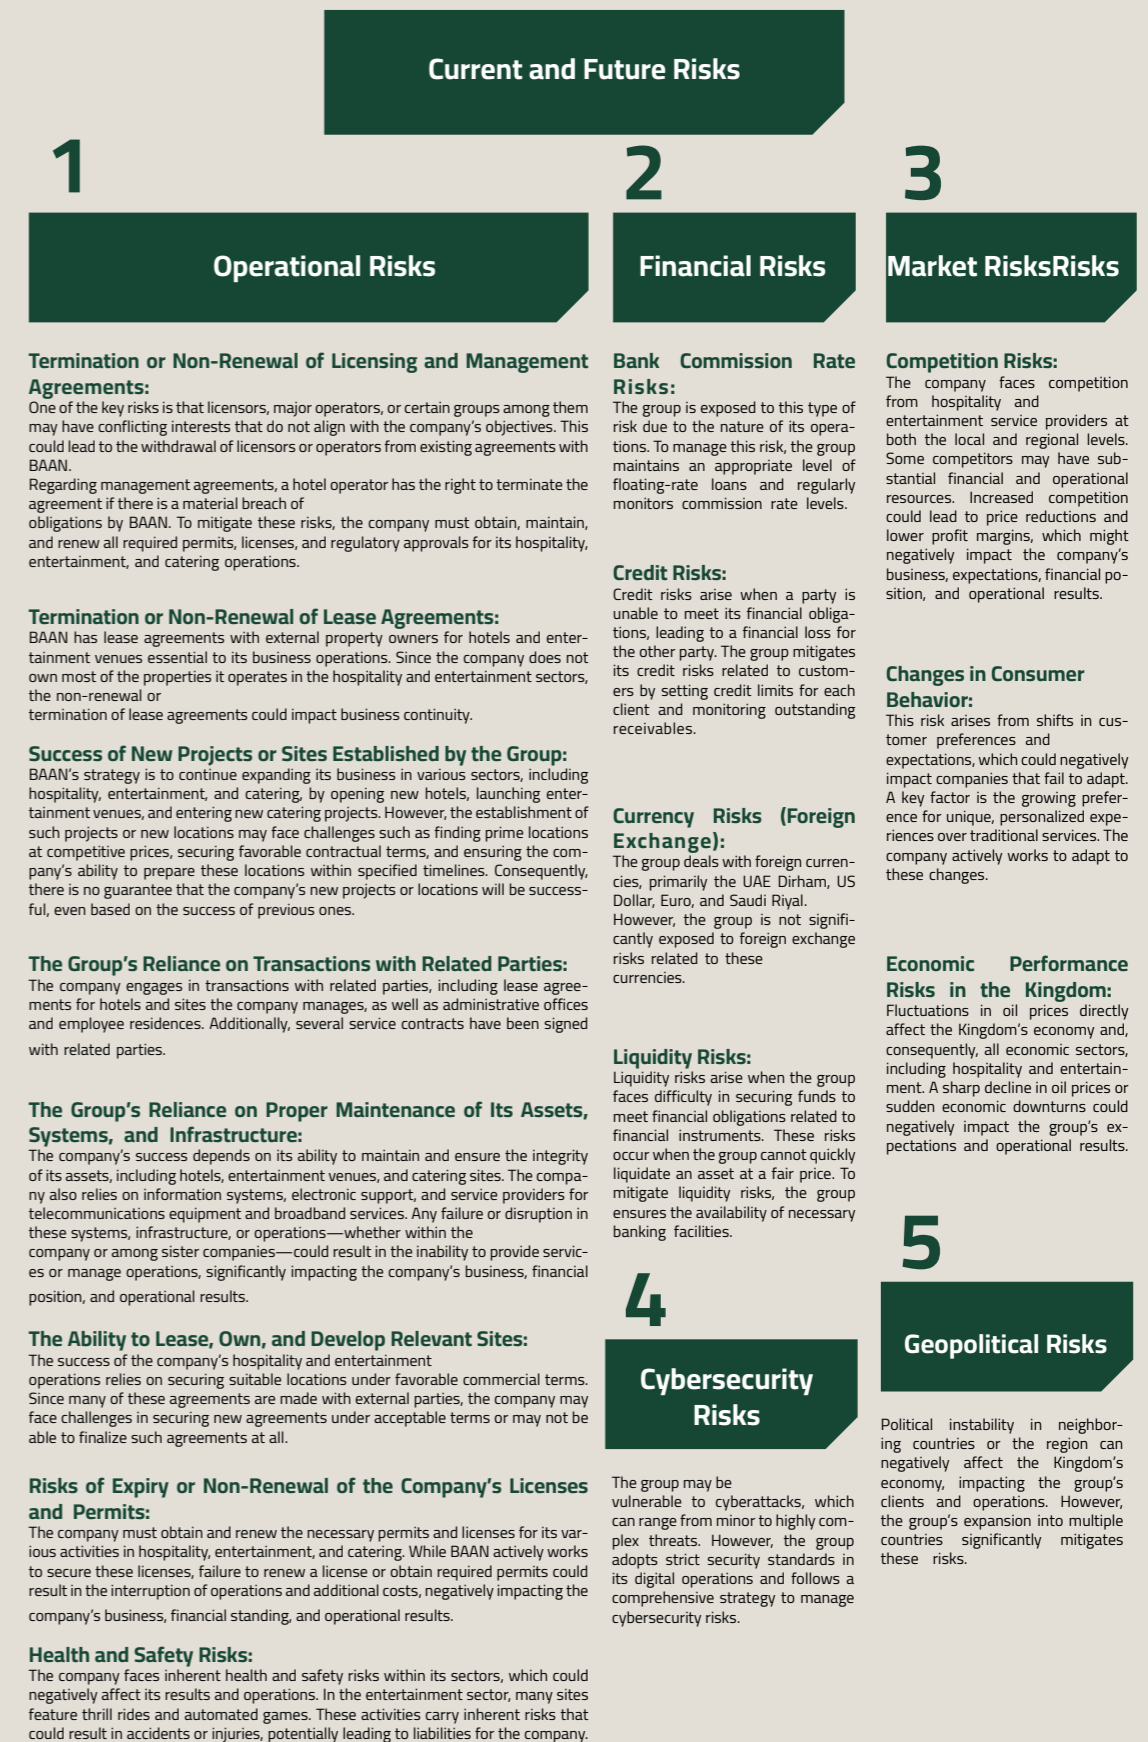 Current and Future Risks
1
Operational Risks
Termination or Non-Renewal of Licensing and Management
Agreements:
One of the key risks is that licensors, major operators, or certain groups among them
may have conflicting interests that do not align with the company's objectives. This
could lead to the withdrawal of licensors or operators from existing agreements with
BAAN.
Regarding management agreements, a hotel operator has the right to terminate the
agreement if there is a material breach of
obligations by BAAN. To mitigate these risks, the company must obtain, maintain,
and renew all required permits, licenses, and regulatory approvals for its hospitality,
entertainment, and catering operations.
Termination or Non-Renewal of Lease Agreements:
BAAN has lease agreements with external property owners for hotels and enter-
tainment venues essential to its business operations. Since the company does not
own most of the properties it operates in the hospitality and entertainment sectors,
the non-renewal or
termination of lease agreements could impact business continuity.
Success of New Projects or Sites Established by the Group:
BAAN's strategy is to continue expanding its business in various sectors, including
hospitality, entertainment, and catering, by opening new hotels, launching enter-
tainment venues, and entering new catering projects. However, the establishment of
such projects or new locations may face challenges such as finding prime locations
at competitive prices, securing favorable contractual terms, and ensuring the com-
pany's ability to prepare these locations within specified timelines. Consequently,
there is no guarantee that the company's new projects or locations will be success-
ful, even based on the success of previous ones.
The Group's Reliance on Transactions with Related Parties:
The company engages in transactions with related parties, including lease agree-
ments for hotels and sites the company manages, as well as administrative offices
and employee residences. Additionally, several service contracts have been signed
with related parties.
The Group's Reliance on Proper Maintenance of Its Assets,
Systems, and Infrastructure:
The company's success depends on its ability to maintain and ensure the integrity
of its assets, including hotels, entertainment venues, and catering sites. The compa-
ny also relies on information systems, electronic support, and service providers for
telecommunications equipment and broadband services. Any failure or disruption in
these systems, infrastructure, or operations—whether within the
company or among sister companies—could result in the inability to provide servic-
es or manage operations, significantly impacting the company's business, financial
position, and operational results.
The Ability to Lease, Own, and Develop Relevant Sites:
The success of the company's hospitality and entertainment
operations relies on securing suitable locations under favorable commercial terms.
Since many of these agreements are made with external parties, the company may
face challenges in securing new agreements under acceptable terms or may not be
able to finalize such agreements at all.
Risks of Expiry or Non-Renewal of the Company's Licenses
and Permits:
The company must obtain and renew the necessary permits and licenses for its var-
ious activities in hospitality, entertainment, and catering. While BAAN actively works
to secure these licenses, failure to renew a license or obtain required permits could
result in the interruption of operations and additional costs, negatively impacting the
company's business, financial standing, and operational results.
Health and Safety Risks:
The company faces inherent health and safety risks within its sectors, which could
negatively affect its results and operations. In the entertainment sector, many sites
feature thrill rides and automated games. These activities carry inherent risks that
could result in accidents or injuries, potentially leading to liabilities for the company.
2
Financial Risks
Bank Commission Rate
Risks:
The group is exposed to this type of
risk due to the nature of its opera-
tions. To manage this risk, the group
maintains an appropriate level of
floating-rate loans and regularly
monitors commission rate levels.
Credit Risks:
Credit risks arise when a party is
unable to meet its financial obliga-
tions, leading to a financial loss for
the other party. The group mitigates
its credit risks related to custom-
ers by setting credit limits for each
client and monitoring outstanding
receivables.
Currency Risks (Foreign
Exchange):
The group deals with foreign curren-
cies, primarily the UAE Dirham, US
Dollar, Euro, and Saudi Riyal.
However, the group is not signifi-
cantly exposed to foreign exchange
risks related to these
currencies.
Liquidity Risks:
Liquidity risks arise when the group
faces difficulty in securing funds to
meet financial obligations related to
financial instruments. These risks
occur when the group cannot quickly
liquidate an asset at a fair price. To
mitigate liquidity risks, the group
ensures the availability of necessary
banking facilities.
3
Market RisksRisks
Competition Risks:
The company faces competition
from hospitality and
entertainment service providers at
both the local and regional levels.
Some competitors may have sub-
stantial financial and operational
resources. Increased competition
could lead to price reductions and
lower profit margins, which might
negatively impact the company's
business, expectations, financial po-
sition, and operational results.
Changes in Consumer
Behavior:
This risk arises from shifts in cus-
tomer preferences and
expectations, which could negatively
impact companies that fail to adapt.
A key factor is the growing prefer-
ence for unique, personalized expe-
riences over traditional services. The
company actively works to adapt to
these changes.
Economic Performance
Risks in the Kingdom:
Fluctuations in oil prices directly
affect the Kingdom's economy and,
consequently, all economic sectors,
including hospitality and entertain-
ment. A sharp decline in oil prices or
sudden economic downturns could
negatively impact the group's ex-
pectations and operational results.
4
Cybersecurity
Risks
The group may be
vulnerable to cyberattacks, which
can range from minor to highly com-
plex threats. However, the group
adopts strict security standards in
its digital operations and follows a
comprehensive strategy to manage
cybersecurity risks.
5
Geopolitical Risks
Political instability in neighbor-
ing countries or the region can
negatively affect the Kingdom's
economy, impacting the group's
clients and operations. However,
the group's expansion into multiple
countries significantly mitigates
these risks.